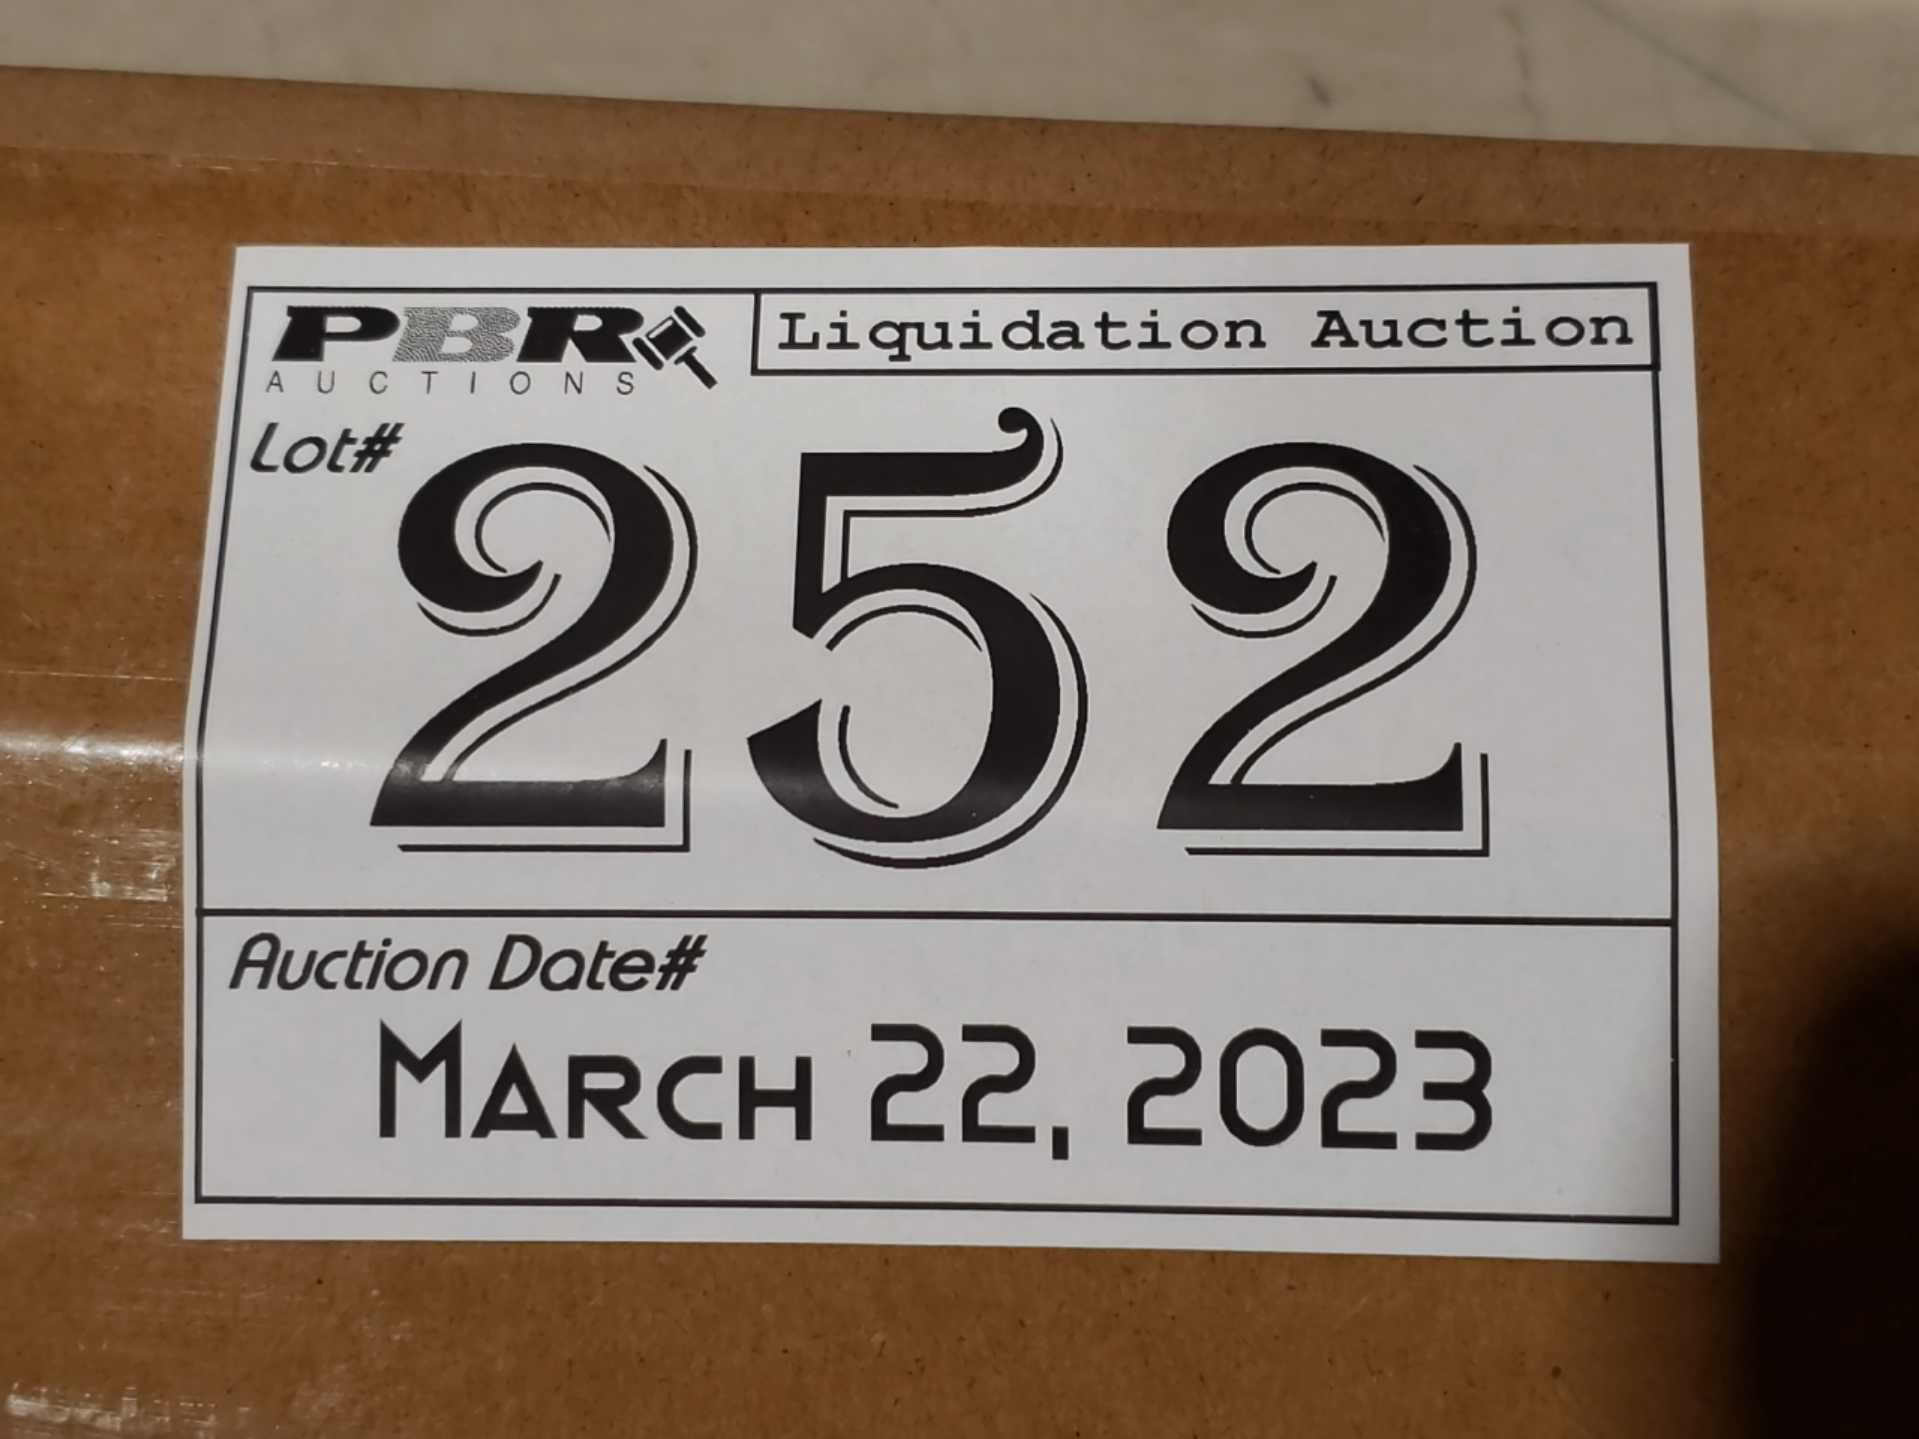 PBR
AUCTIONS
Liquidation Auction
Lot#
252
Auction Date#
March 22, 2023